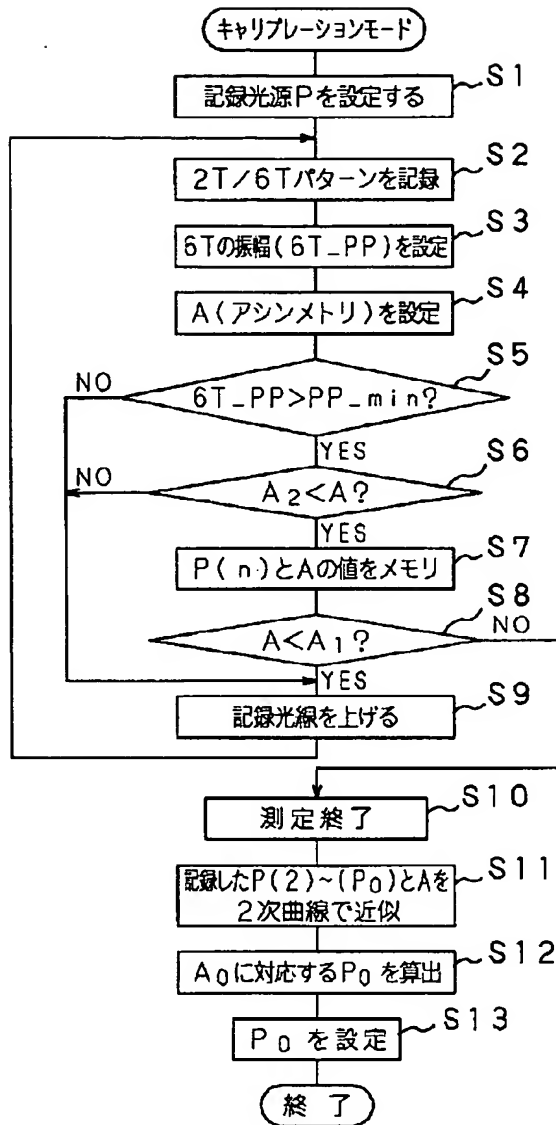 キャリブレーションモード
S1
記録光源Pを設定する
S2
2T/6Tパターンを記録
S3
6Tの振幅(6T_PP)を設定
S4
A(アシンメトリ)を設定
S5
NO
6T_PP>PP_min?
YES
S6
NO
A2<A?
YES
S7
P(n)とAの値をメモリ
S8
NO
A<A1?
YES
S9
記録光線を上げる
S10
測定終了
S11
記録したP(2)~(P0)とAを
2次曲線で近似
S12
A0に対応するP0を算出
S13
P0を設定
終了